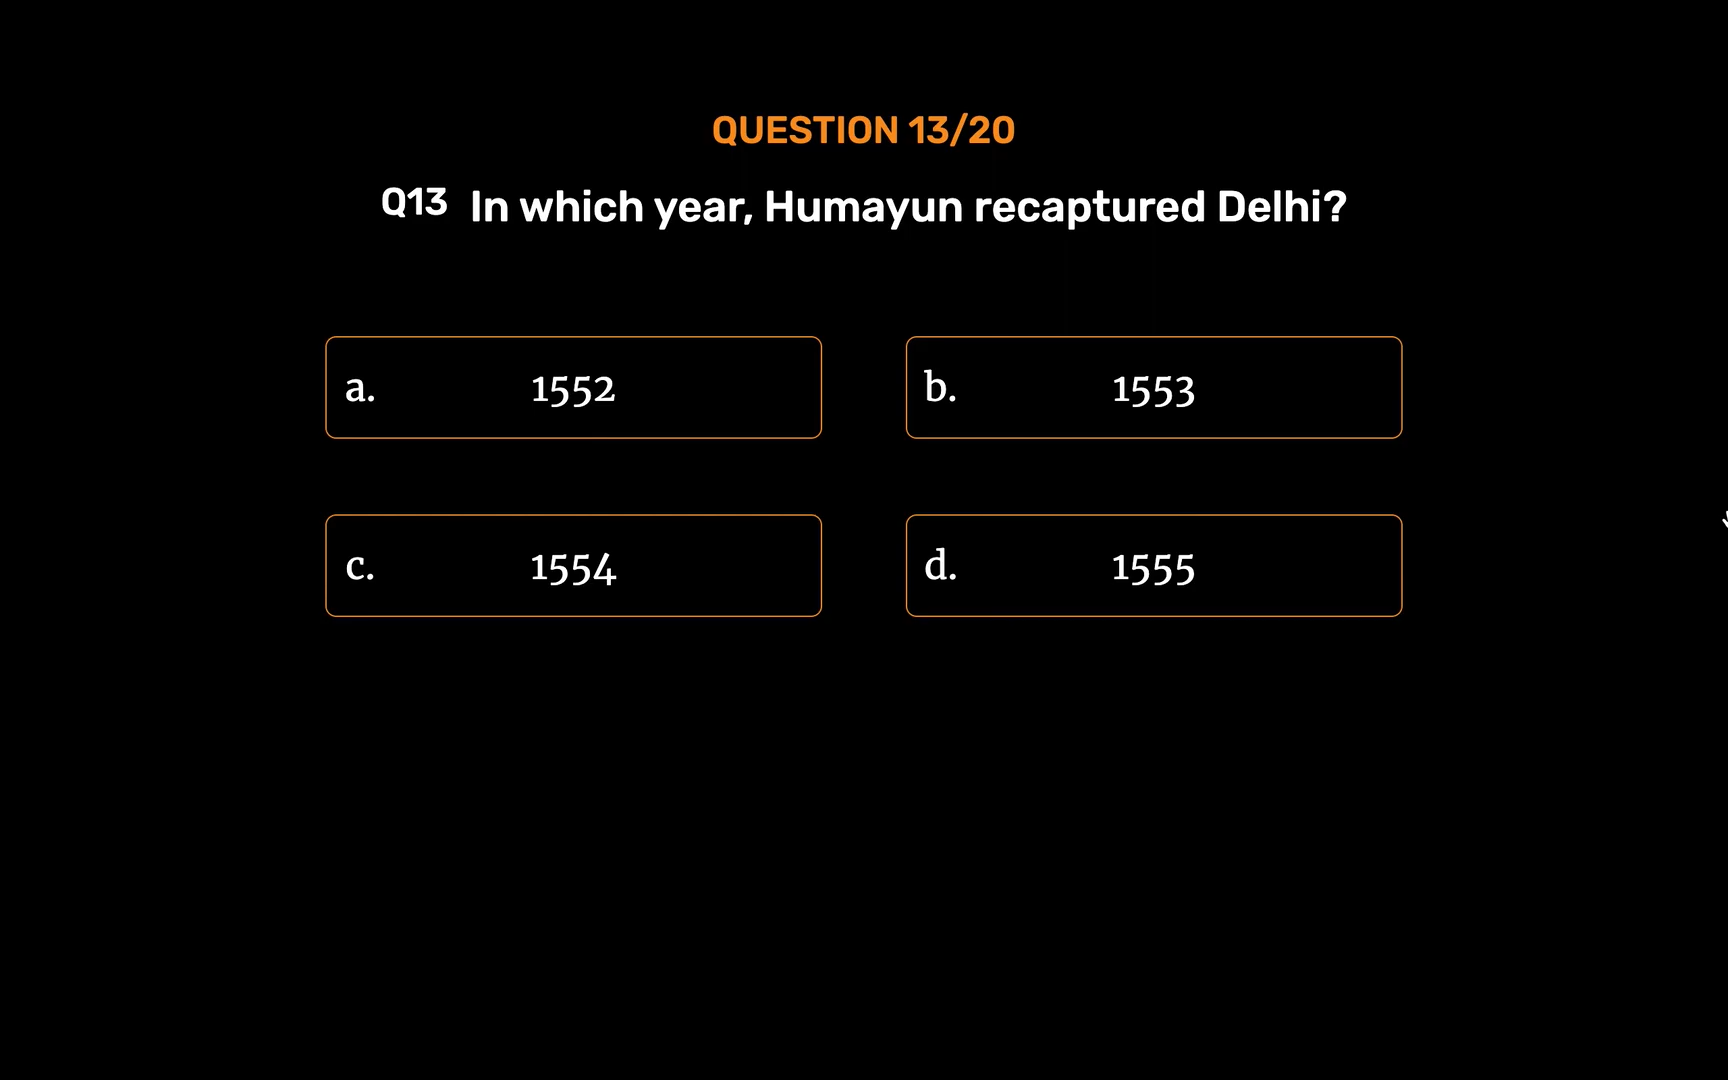 QUESTION 13/20
Q13 In which year, Humayun recaptured Delhi?
a. 1552
b. 1553
c. 1554
d. 1555